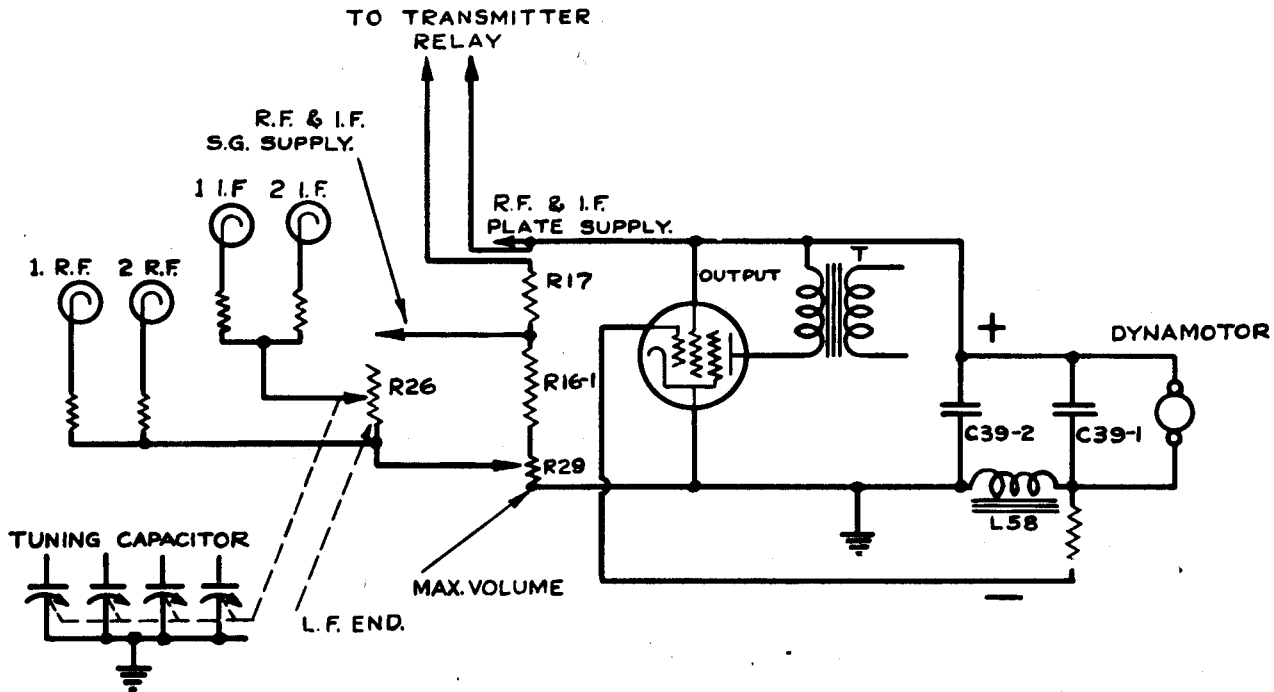 TO TRANSMITTER
RELAY
R.F. & I.F.
S.G. SUPPLY.
1 I.F 2 I.F.
R.F. & I.F.
PLATE SUPPLY.
1. R.F. 2 R.F.
R17
OUTPUT
T
+
DYNAMOTOR
R26
R16-1
C39-2
C39-1
R29
L58
TUNING CAPACITOR
MAX. VOLUME
L.F. END.
—